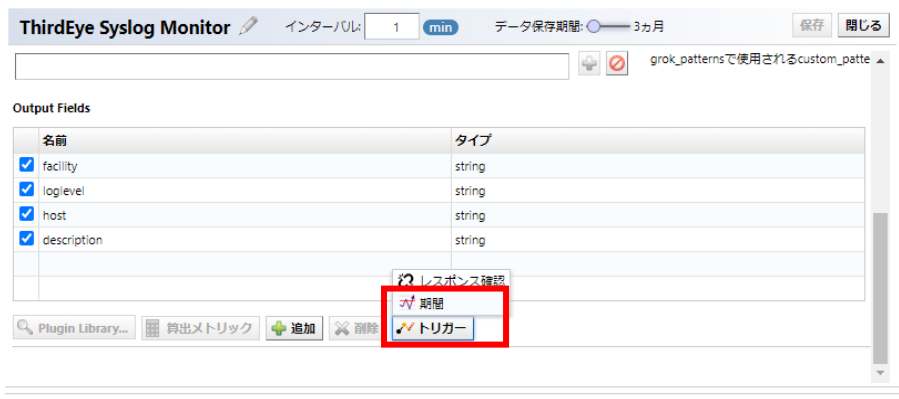 ThirdEye Syslog Monitor インターバル: 1 min データ保存期間: 3ヵ月 保存 閉じる
grok_patternsで使用されるcustom_patte
Output Fields
名前 タイプ
facility string
loglevel string
host string
description string
レスポンス確認
期間
Plugin Library... 算出メトリック 追加 削除 トリガー